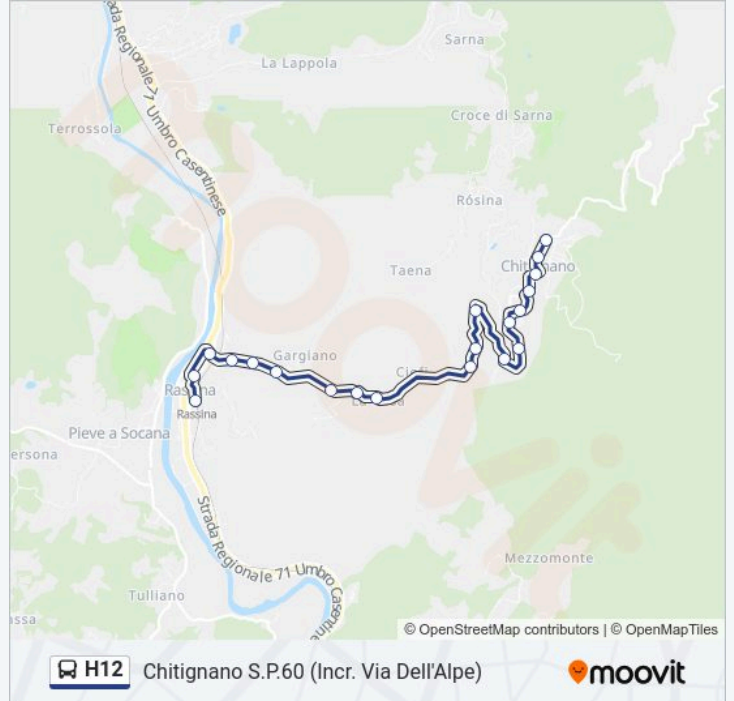 Strada Regionale 71 Umbro Casentinese
Sarna
La Lappola
Croce di Sarna
Terrossola
Rósina
Chitignano
Taena
Gargiano
Rassina
Rassina
Pieve a Socana
ersona
Strada Regionale 71 Umbro Casentine
Mezzomonte
Tulliano
assa
© OpenStreetMap contributors | © OpenMapTiles
H12 Chitignano S.P.60 (Incr. Via Dell'Alpe) moovit